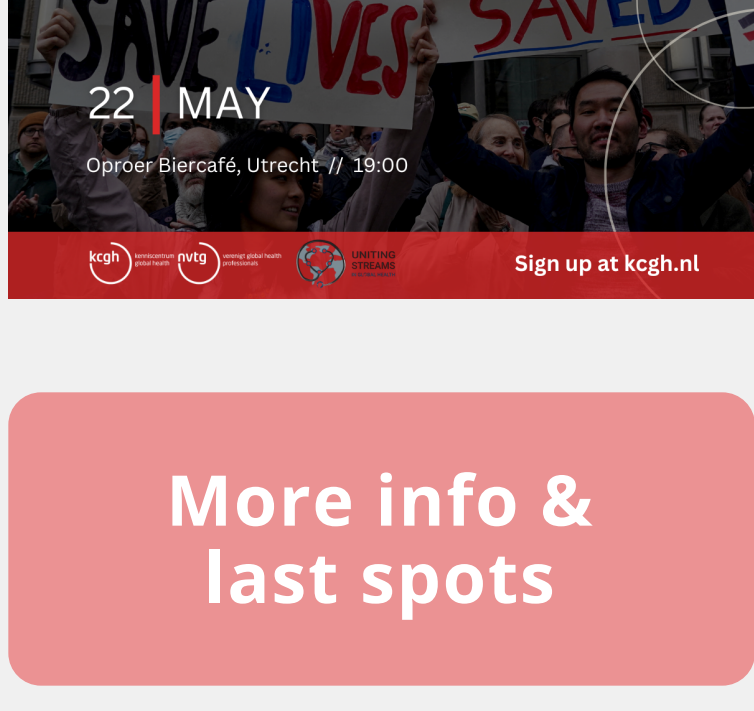 SAVE LIVES
SAVED
22 | MAY
Oproer Biercafé, Utrecht // 19:00
kcgh kenniscentrum global health
nvtg verenigt global health professionals
UNITING STREAMS
Sign up at kcgh.nl
More info &
last spots